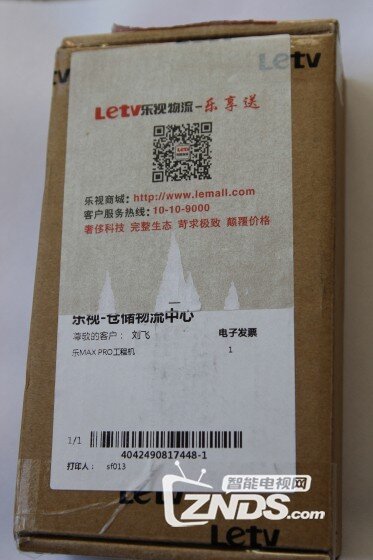 Letv
Letv乐视物流-乐享送
Letv
乐视商城: http://www.lemall.com
客户服务热线: 10-10-9000
奢侈科技 完整生态 苛求极致 颠覆价格
乐视-仓储物流中心
尊敬的客户: 刘飞 电子发票
乐MAX PRO工程机 1
1/1
4042490817448-1
打印人: sf013
智能电视网
ZNDS.com
Letv
Letv